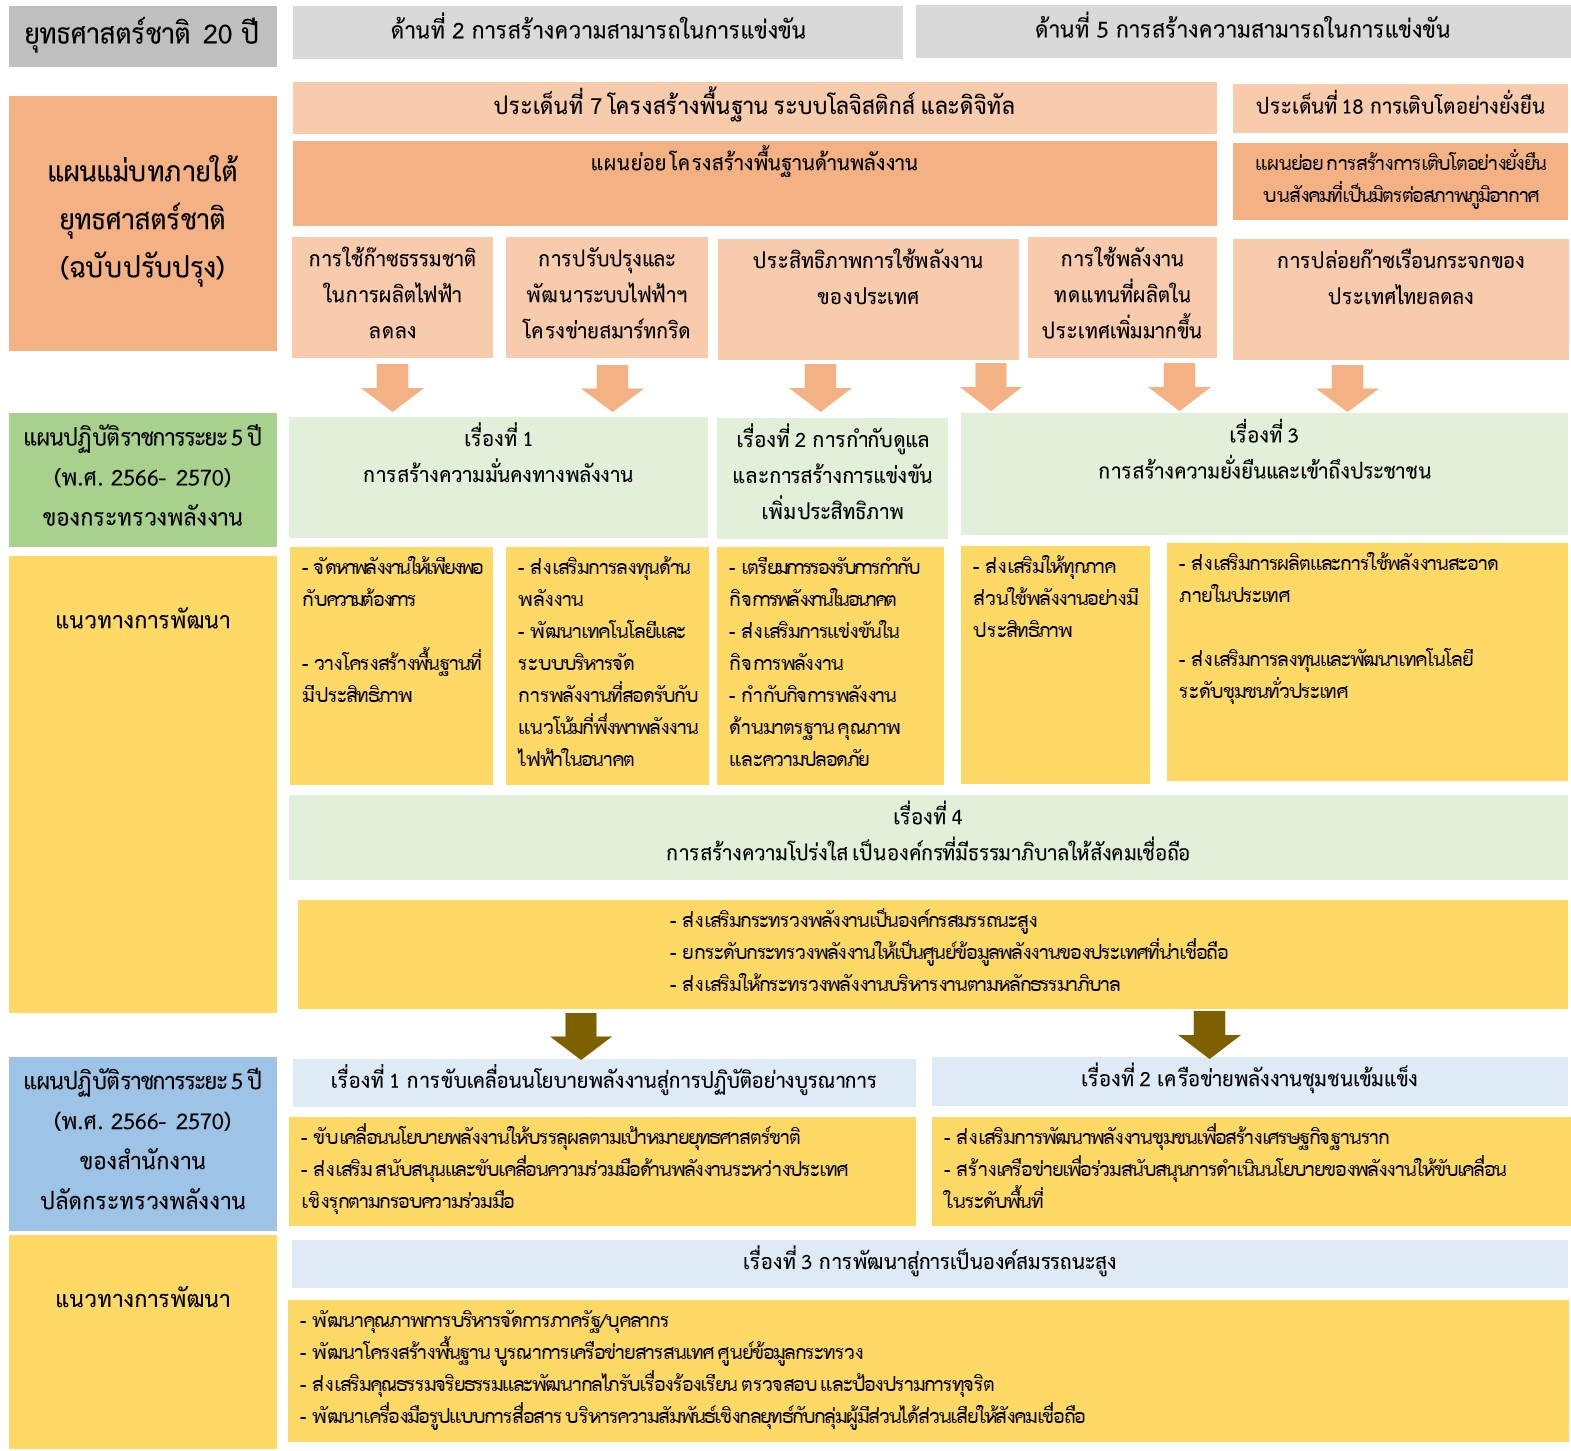 ยุทธศาสตร์ชาติ 20 ปี
ด้านที่ 2 การสร้างความสามารถในการแข่งขัน
ด้านที่ 5 การสร้างความสามารถในการแข่งขัน
แผนแม่บทภายใต้
ยุทธศาสตร์ชาติ
(ฉบับปรับปรุง)
ประเด็นที่ 7 โครงสร้างพื้นฐาน ระบบโลจิสติกส์ และดิจิทัล
ประเด็นที่ 18 การเติบโตอย่างยั่งยืน
แผนย่อย โครงสร้างพื้นฐานด้านพลังงาน
แผนย่อย การสร้างการเติบโตอย่างยั่งยืน
บนสังคมที่เป็นมิตรต่อสภาพภูมิอากาศ
การใช้ก๊าซธรรมชาติ
ในการผลิตไฟฟ้า
ลดลง
การปรับปรุงและ
พัฒนาระบบไฟฟ้าฯ
โครงข่ายสมาร์ทกริด
ประสิทธิภาพการใช้พลังงาน
ของประเทศ
การใช้พลังงาน
ทดแทนที่ผลิตใน
ประเทศเพิ่มมากขึ้น
การปล่อยก๊าซเรือนกระจกของ
ประเทศไทยลดลง
แผนปฏิบัติราชการระยะ 5 ปี
(พ.ศ. 2566- 2570)
ของกระทรวงพลังงาน
เรื่องที่ 1
การสร้างความมั่นคงทางพลังงาน
เรื่องที่ 2 การกำกับดูแล
และการสร้างการแข่งขัน
เพิ่มประสิทธิภาพ
เรื่องที่ 3
การสร้างความยั่งยืนและเข้าถึงประชาชน
แนวทางการพัฒนา
- จัดหาพลังงานให้เพียงพอ
กับความต้องการ
- วางโครงสร้างพื้นฐานที่
มีประสิทธิภาพ
- ส่งเสริมการลงทุนด้าน
พลังงาน
- พัฒนาเทคโนโลยีและ
ระบบบริหารจัด
การพลังงานที่สอดรับกับ
แนวโน้มที่พึ่งพาพลังงาน
ไฟฟ้าในอนาคต
- เตรียมการรองรับการกำกับ
กิจการพลังงานในอนาคต
- ส่งเสริมการแข่งขันใน
กิจการพลังงาน
- กำกับกิจการพลังงาน
ด้านมาตรฐาน คุณภาพ
และความปลอดภัย
- ส่งเสริมให้ทุกภาค
ส่วนใช้พลังงานอย่างมี
ประสิทธิภาพ
- ส่งเสริมการผลิตและการใช้พลังงานสะอาด
ภายในประเทศ
- ส่งเสริมการลงทุนและพัฒนาเทคโนโลยี
ระดับชุมชนทั่วประเทศ
เรื่องที่ 4
การสร้างความโปร่งใส เป็นองค์กรที่มีธรรมาภิบาลให้สังคมเชื่อถือ
- ส่งเสริมกระทรวงพลังงานเป็นองค์กรสมรรถนะสูง
- ยกระดับกระทรวงพลังงานให้เป็นศูนย์ข้อมูลพลังงานของประเทศที่น่าเชื่อถือ
- ส่งเสริมให้กระทรวงพลังงานบริหารงานตามหลักธรรมาภิบาล
แผนปฏิบัติราชการระยะ 5 ปี
(พ.ศ. 2566- 2570)
ของสำนักงาน
ปลัดกระทรวงพลังงาน
เรื่องที่ 1 การขับเคลื่อนนโยบายพลังงานสู่การปฏิบัติอย่างบูรณาการ
เรื่องที่ 2 เครือข่ายพลังงานชุมชนเข้มแข็ง
- ขับเคลื่อนนโยบายพลังงานให้บรรลุผลตามเป้าหมายยุทธศาสตร์ชาติ
- ส่งเสริม สนับสนุนและขับเคลื่อนความร่วมมือด้านพลังงานระหว่างประเทศ
เชิงรุกตามกรอบความร่วมมือ
- ส่งเสริมการพัฒนาพลังงานชุมชนเพื่อสร้างเศรษฐกิจฐานราก
- สร้างเครือข่ายเพื่อร่วมสนับสนุนการดำเนินนโยบายของพลังงานให้ขับเคลื่อน
ในระดับพื้นที่
แนวทางการพัฒนา
เรื่องที่ 3 การพัฒนาสู่การเป็นองค์สมรรถนะสูง
- พัฒนาคุณภาพการบริหารจัดการภาครัฐ/บุคลากร
- พัฒนาโครงสร้างพื้นฐาน บูรณาการเครือข่ายสารสนเทศ ศูนย์ข้อมูลกระทรวง
- ส่งเสริมคุณธรรมจริยธรรมและพัฒนากลไกรับเรื่องร้องเรียน ตรวจสอบ และป้องปรามการทุจริต
- พัฒนาเครื่องมือรูปแบบการสื่อสาร บริหารความสัมพันธ์เชิงกลยุทธ์กับกลุ่มผู้มีส่วนได้ส่วนเสียให้สังคมเชื่อถือ